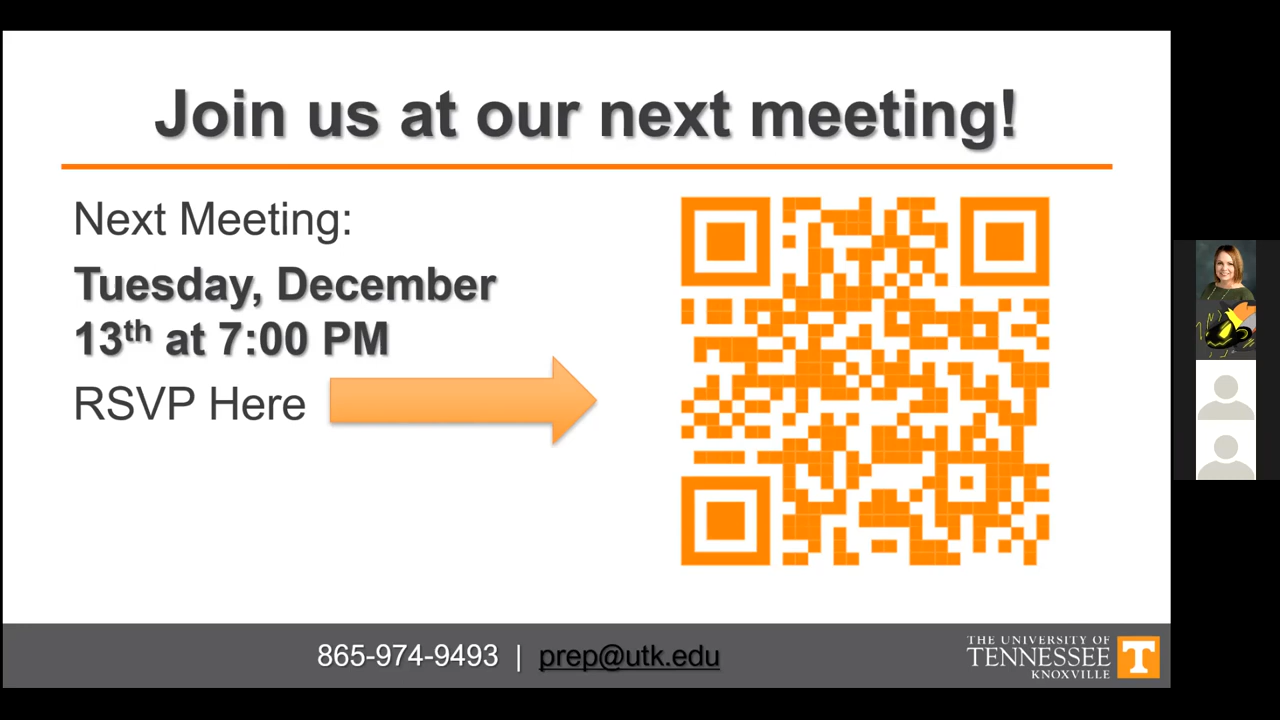 Join us at our next meeting!
Next Meeting:
Tuesday, December
13th at 7:00 PM
RSVP Here
865-974-9493 | prep@utk.edu
THE UNIVERSITY OF
TENNESSEE
KNOXVILLE
T